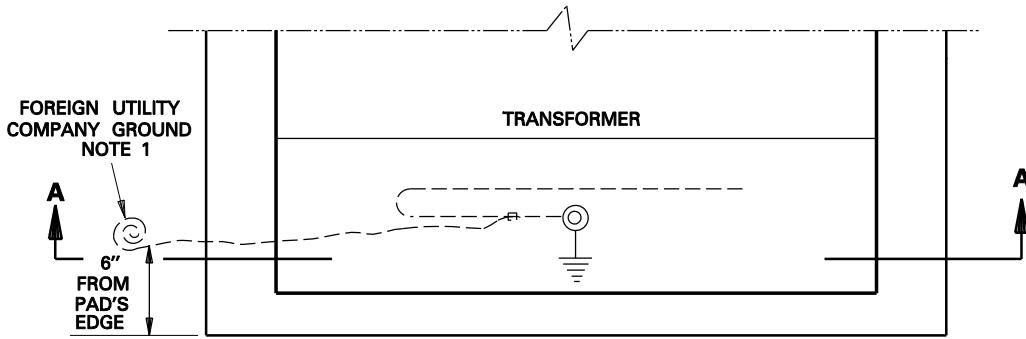 FOREIGN UTILITY
COMPANY GROUND
NOTE 1
TRANSFORMER
A
A
6"
FROM
PAD'S
EDGE